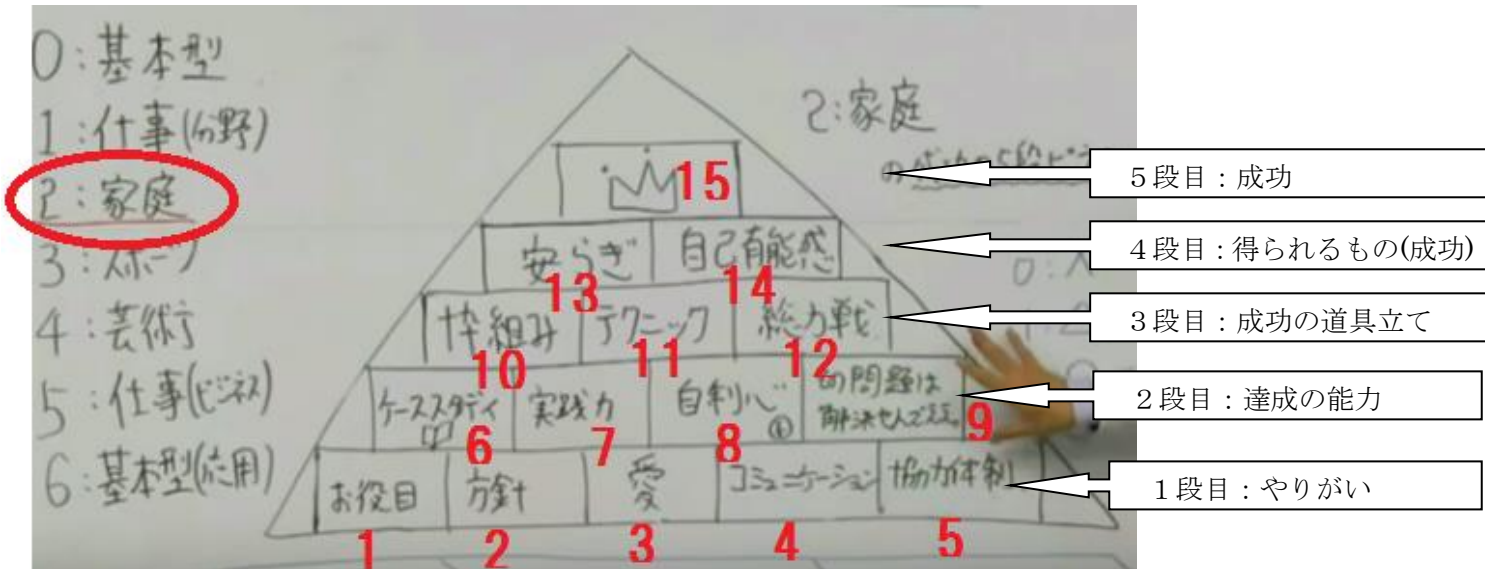 0:基本型
1:仕事(分野)
2:家庭
3:スポーツ
4:芸術
5:仕事(ビジネス)
6:基本型(応用)
2:家庭
の
5段目:成功
15
安らぎ
自己有能感
4段目:得られるもの(成功)
13
14
0:
枠組み
テクニック
総力戦
3段目:成功の道具立て
10
11
12
ケーススタディ
実践力
自利心
問題は
解決せんでええ。
2段目:達成の能力
6
7
8
9
お役目
方針
愛
コミュニケーション
協力体制
1段目:やりがい
1
2
3
4
5